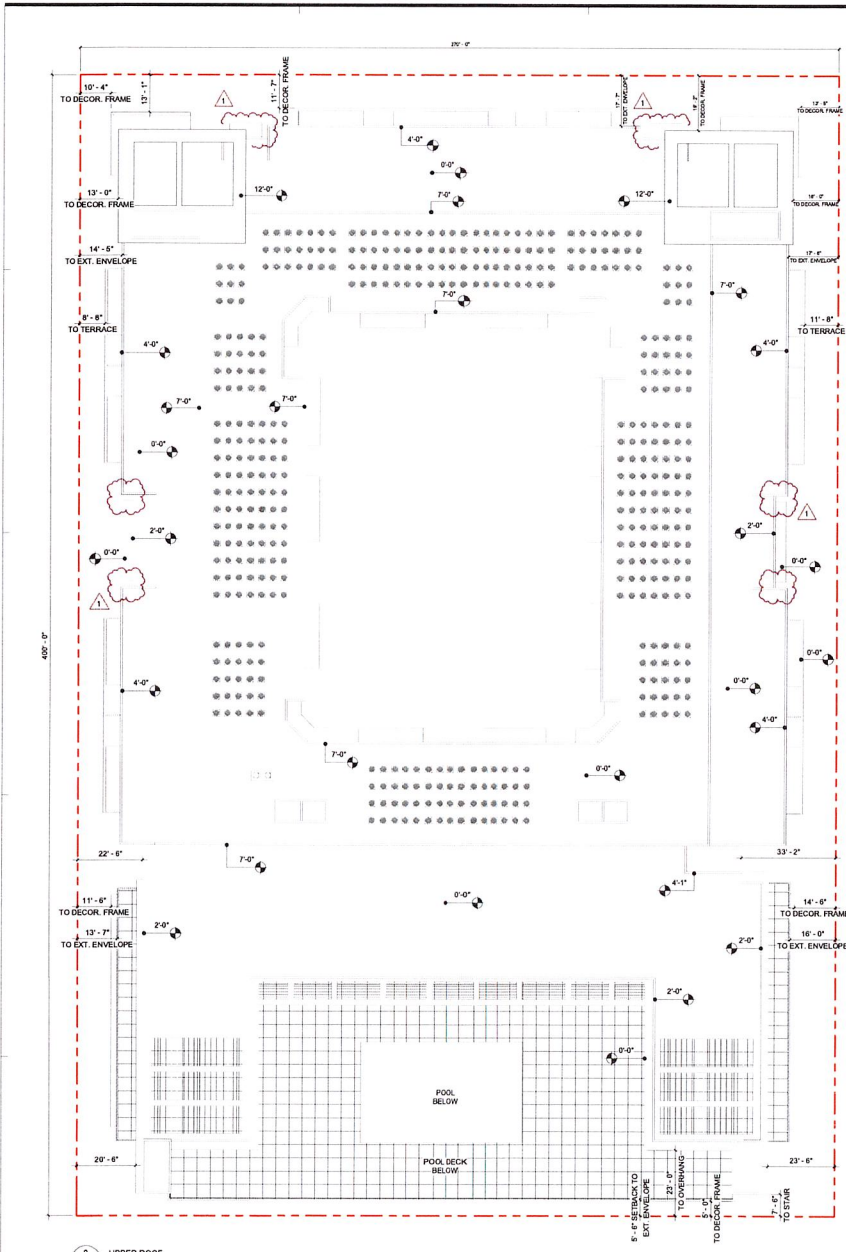 370' - 0"
10' - 4"
TO DECOR. FRAME
13' - 1"
1
11' - 7"
TO DECOR. FRAME
4'-0"
0'-0"
7'-0"
1
TO EXT. ENVELOPE
TO DECOR. FRAME
TO DECOR. FRAME
13' - 0"
TO DECOR. FRAME
12'-0"
12'-0"
TO DECOR. FRAME
14' - 5"
TO EXT. ENVELOPE
TO EXT. ENVELOPE
7'-0"
7'-0"
8' - 6"
TO TERRACE
11' - 8"
TO TERRACE
4'-0"
4'-0"
7'-0"
7'-0"
0'-0"
2'-0"
0'-0"
1
1
2'-0"
0'-0"
400' - 0"
0'-0"
4'-0"
0'-0"
4'-0"
7'-0"
0'-0"
22' - 6"
7'-0"
33' - 2"
4'-1"
11' - 6"
TO DECOR. FRAME
13' - 7"
TO EXT. ENVELOPE
2'-0"
0'-0"
14' - 6"
TO DECOR. FRAME
16' - 0"
TO EXT. ENVELOPE
2'-0"
2'-0"
0'-0"
POOL
BELOW
POOL DECK
BELOW
20' - 6"
23' - 6"
5' - 6" SETBACK TO
EXT. ENVELOPE
23' - 0"
TO OVERHANG
5' - 0"
TO DECOR. FRAME
7' - 6"
TO STAIR
UPPER ROOF